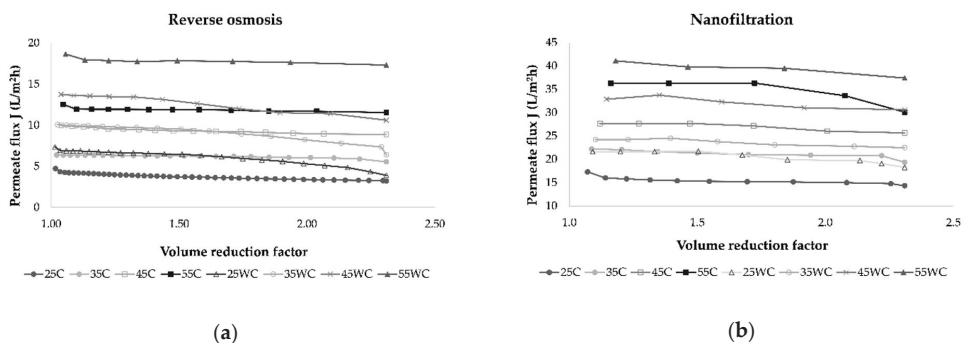 Reverse osmosis
(a)
Permeate flux J (L/m²h)
20
15
10
5
0
1.00
1.50
2.00
2.50
Volume reduction factor
25C
35C
45C
55C
25WC
35WC
45WC
55WC
(a)
Nanofiltration
(b)
Permeate flux J (L/m²h)
45
40
35
30
25
20
15
10
1.0
1.5
2.0
2.5
Volume reduction factor
25C
35C
45C
55C
25WC
35WC
45WC
55WC
(b)